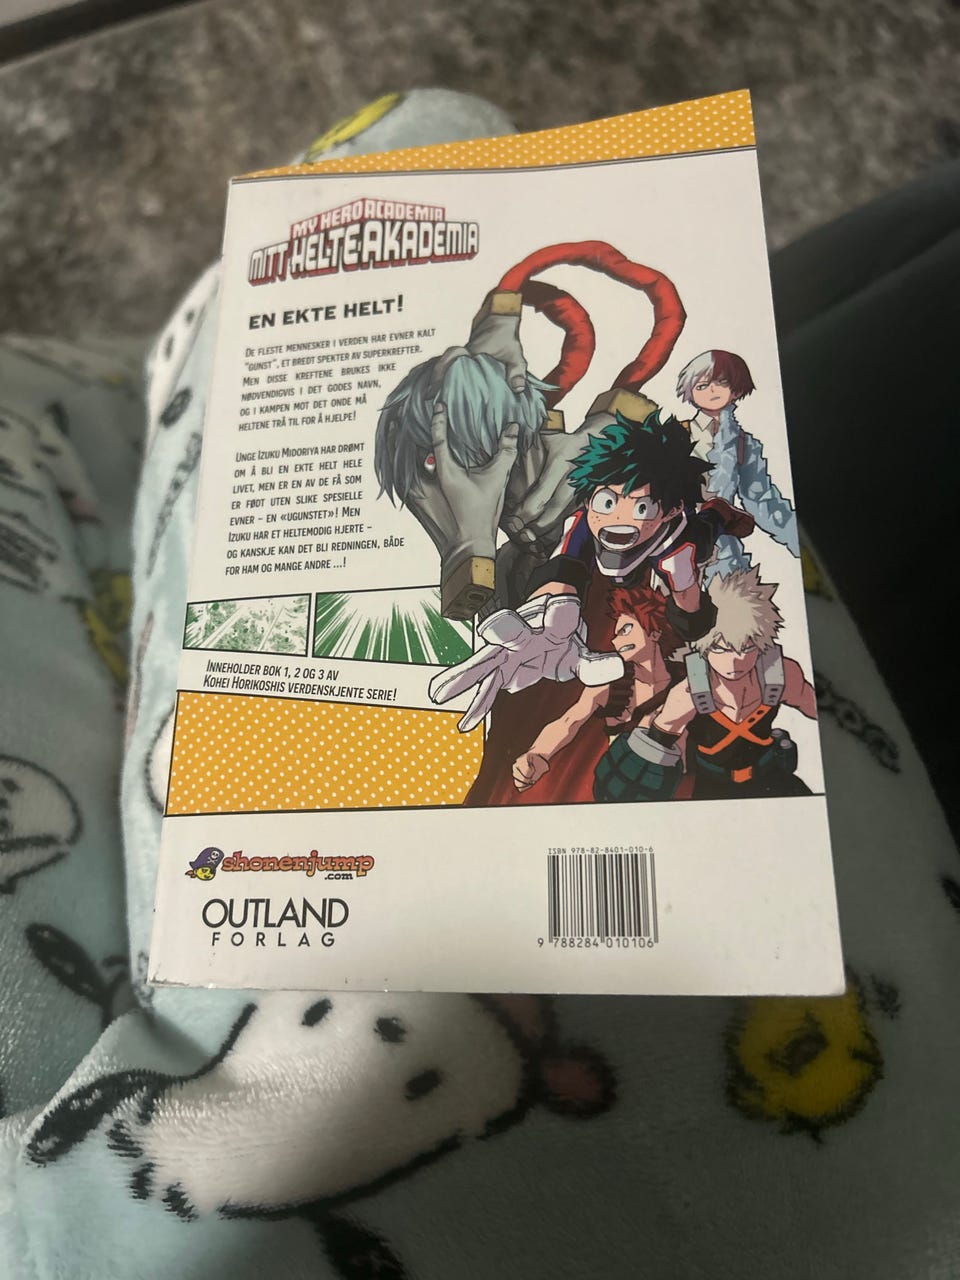 MY HERO ACADEMIA
MITT HELTEAKADEMIA
EN EKTE HELT!
DE FLESTE MENNESKER I VERDEN HAR EVNER KALT
"GUNST", ET BREDT SPEKTER AV SUPERKREFTER.
MEN DISSE KREFTENE BRUKES IKKE
NØDVENDIGVIS I DET GODES NAVN,
OG I KAMPEN MOT DET ONDE MÅ
HELTENE TRÅ TIL FOR Å HJELPE!
UNGE IZUKU MIDORIYA HAR DRØMT
OM Å BLI EN EKTE HELT HELE
LIVET, MEN ER EN AV DE FÅ SOM
ER FØDT UTEN SLIKE SPESIELLE
EVNER – EN «UGUNSTET»! MEN
IZUKU HAR ET HELTEMODIG HJERTE –
OG KANSKJE KAN DET BLI REDNINGEN, BÅDE
FOR HAM OG MANGE ANDRE ...!
INNEHOLDER BOK 1, 2 OG 3 AV
KOHEI HORIKOSHIS VERDENSKJENTE SERIE!
shonenjump
.com
OUTLAND
FORLAG
ISBN 978-82-8401-010-6
9 788284 010106